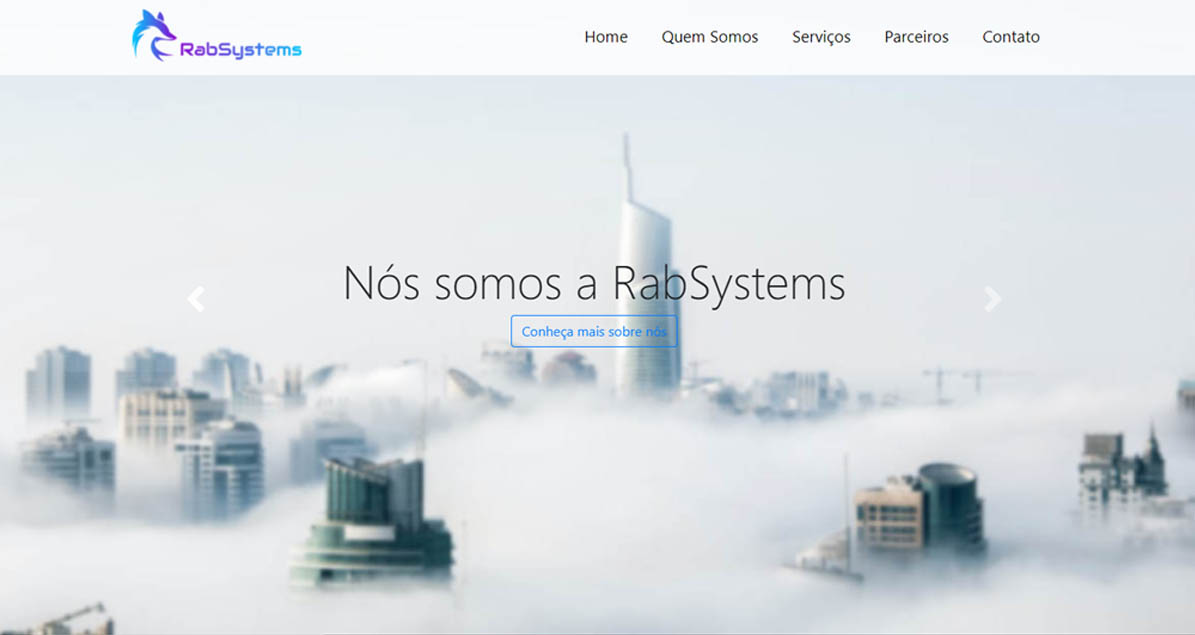 RabSystems
Home Quem Somos Serviços Parceiros Contato
Nós somos a RabSystems
Conheça mais sobre nós